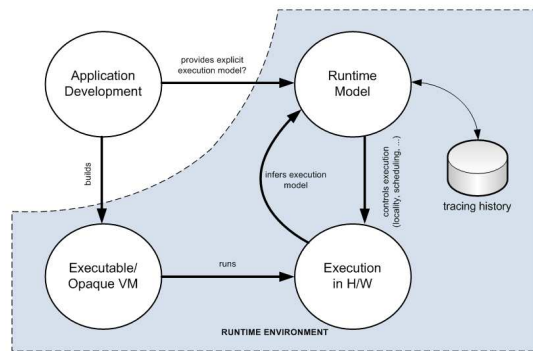 provides explicit
execution model?
Application
Development
Runtime
Model
builds
infers execution
model
controls execution
(locality, scheduling, ...)
tracing history
Executable/
Opaque VM
runs
Execution
in H/W
RUNTIME ENVIRONMENT